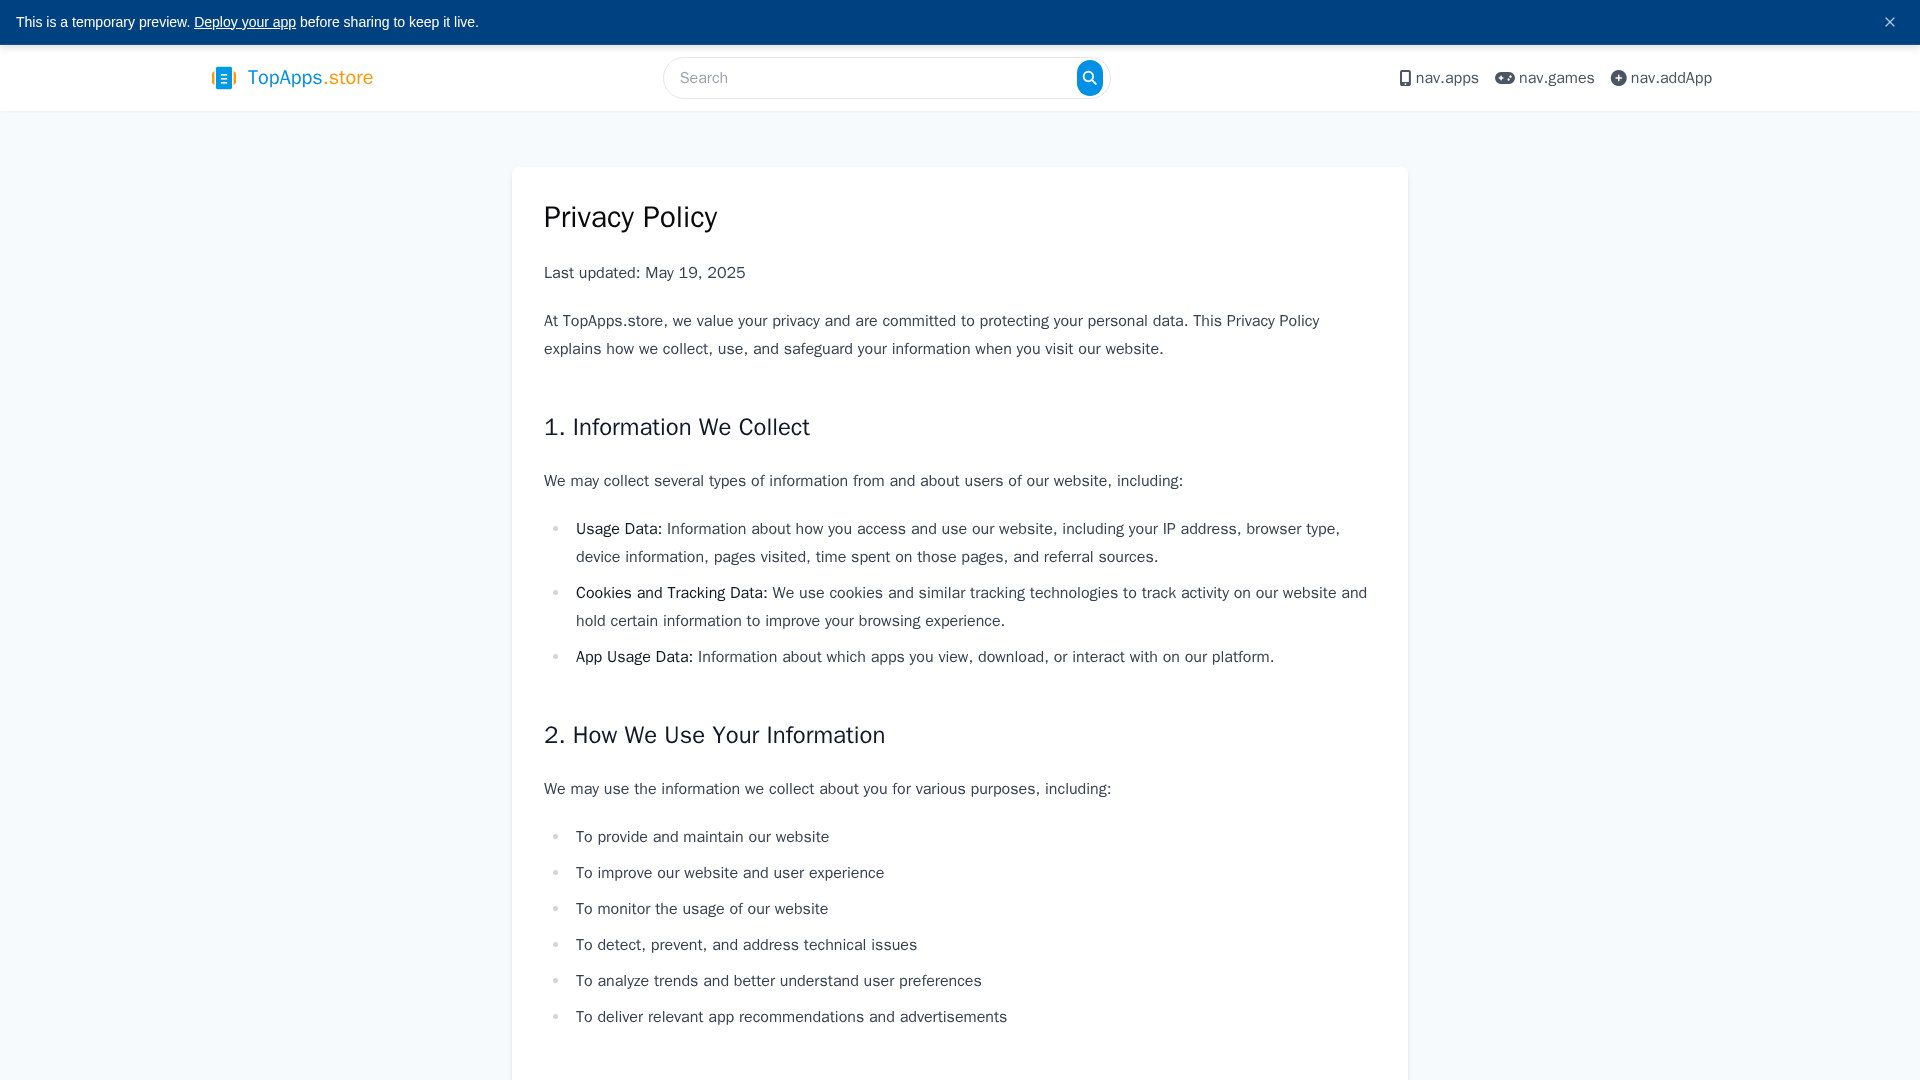 This is a temporary preview. Deploy your app before sharing to keep it live.
×
TopApps.store
Search
nav.apps
nav.games
nav.addApp
Privacy Policy
Last updated: May 19, 2025
At TopApps.store, we value your privacy and are committed to protecting your personal data. This Privacy Policy
explains how we collect, use, and safeguard your information when you visit our website.
1. Information We Collect
We may collect several types of information from and about users of our website, including:
Usage Data: Information about how you access and use our website, including your IP address, browser type,
device information, pages visited, time spent on those pages, and referral sources.
Cookies and Tracking Data: We use cookies and similar tracking technologies to track activity on our website and
hold certain information to improve your browsing experience.
App Usage Data: Information about which apps you view, download, or interact with on our platform.
2. How We Use Your Information
We may use the information we collect about you for various purposes, including:
To provide and maintain our website
To improve our website and user experience
To monitor the usage of our website
To detect, prevent, and address technical issues
To analyze trends and better understand user preferences
To deliver relevant app recommendations and advertisements